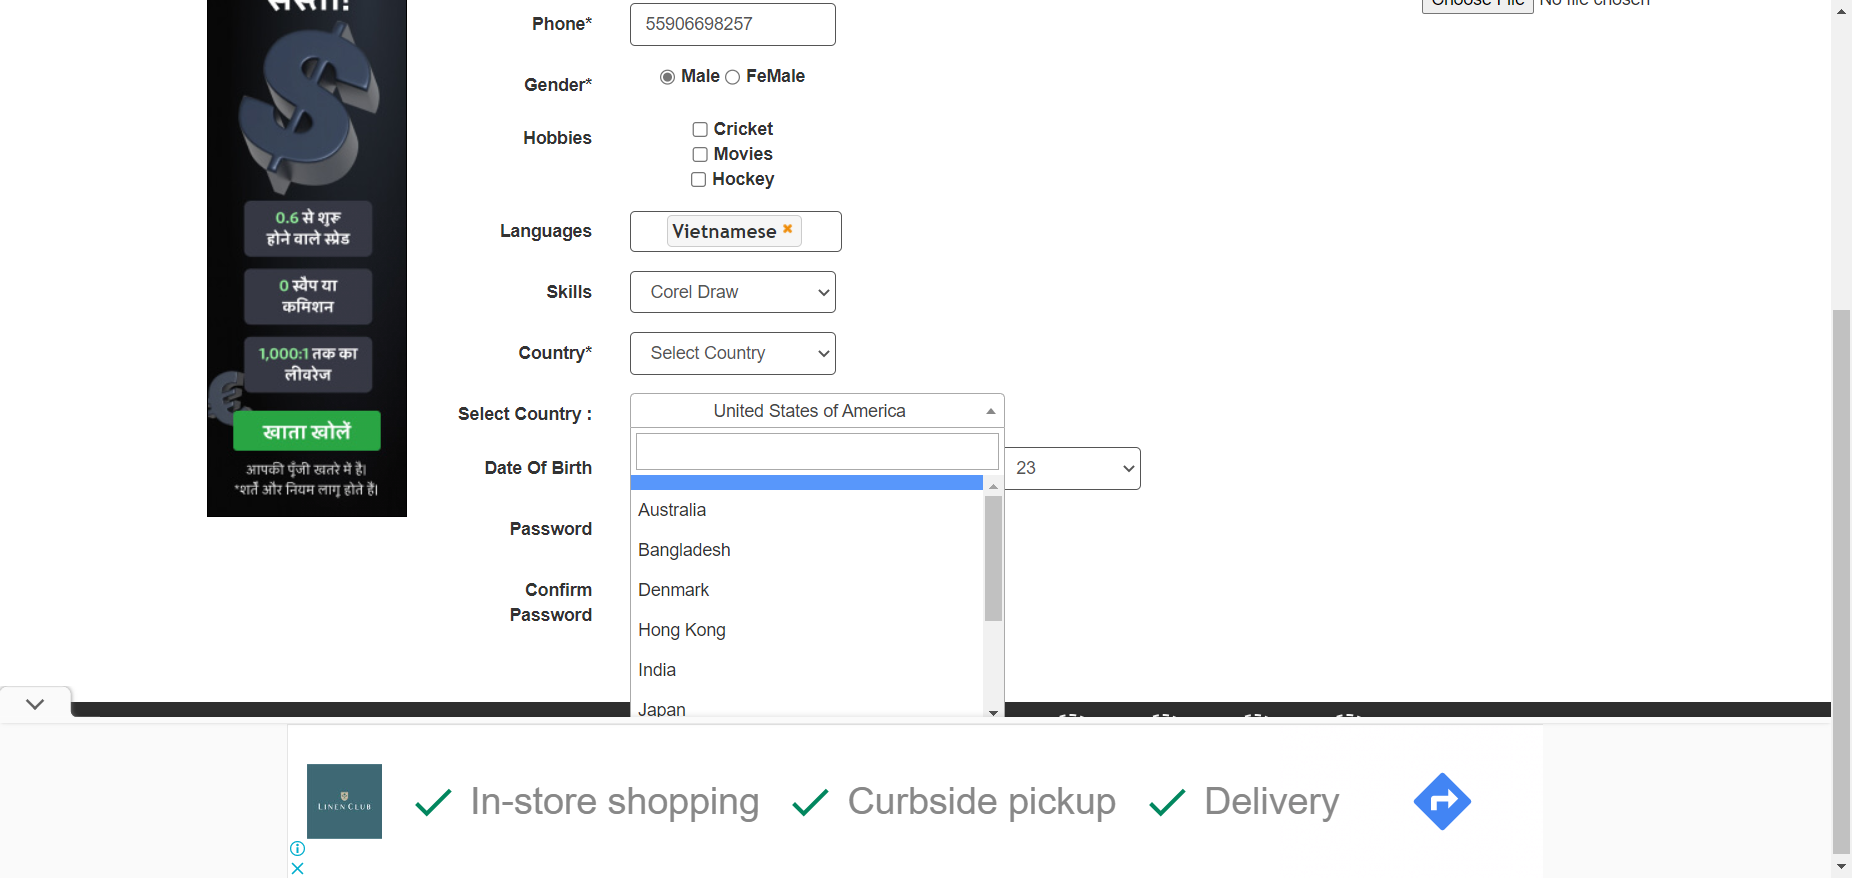 सस्ता!
0.6 से शुरू
होने वाले स्प्रेड
0 स्वैप या
कमिशन
1,000:1 तक का
लीवरेज
खाता खोलें
आपकी पूँजी खतरे में है।
*शर्तें और नियम लागू होते हैं।
Choose File No file chosen
Phone* 55906698257
Gender* Male FeMale
Hobbies Cricket
Movies
Hockey
Languages Vietnamese
Skills Corel Draw
Country* Select Country
Select Country : United States of America
Date Of Birth 23
Australia
Password
Bangladesh
Confirm Denmark
Password
Hong Kong
India
Japan
LINEN CLUB
In-store shopping Curbside pickup Delivery